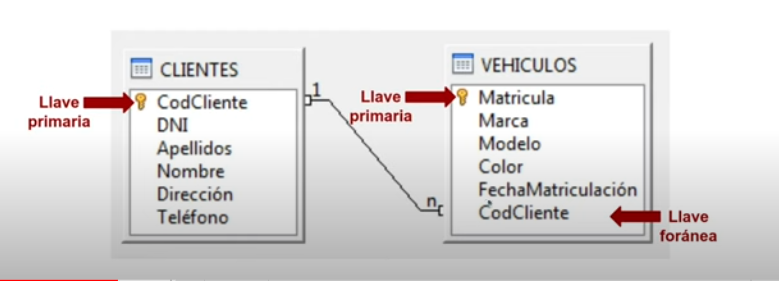 CLIENTES
Llave
primaria
CodCliente
DNI
Apellidos
Nombre
Dirección
Teléfono
1
n
VEHICULOS
Llave
primaria
Matricula
Marca
Modelo
Color
FechaMatriculación
CodCliente
Llave
foránea